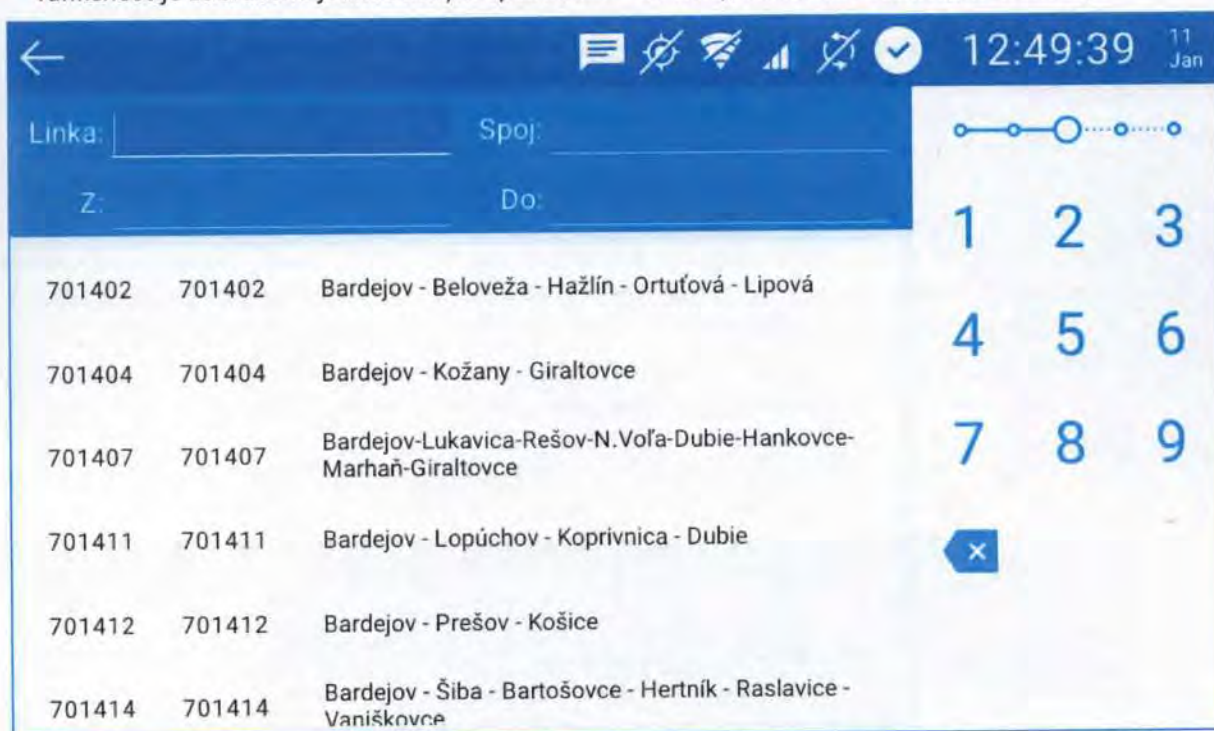 12:49:39 11
Jan
Linka: Spoj:
Z: Do:
701402 701402 Bardejov - Beloveža - Hažlín - Ortuťová - Lipová
701404 701404 Bardejov - Kožany - Giraltovce
701407 701407 Bardejov-Lukavica-Rešov-N.Voľa-Dubie-Hankovce-
Marhaň-Giraltovce
701411 701411 Bardejov - Lopúchov - Koprivnica - Dubie
701412 701412 Bardejov - Prešov - Košice
701414 701414 Bardejov - Šiba - Bartošovce - Hertník - Raslavice -
Vaniškovce
1 2 3
4 5 6
7 8 9